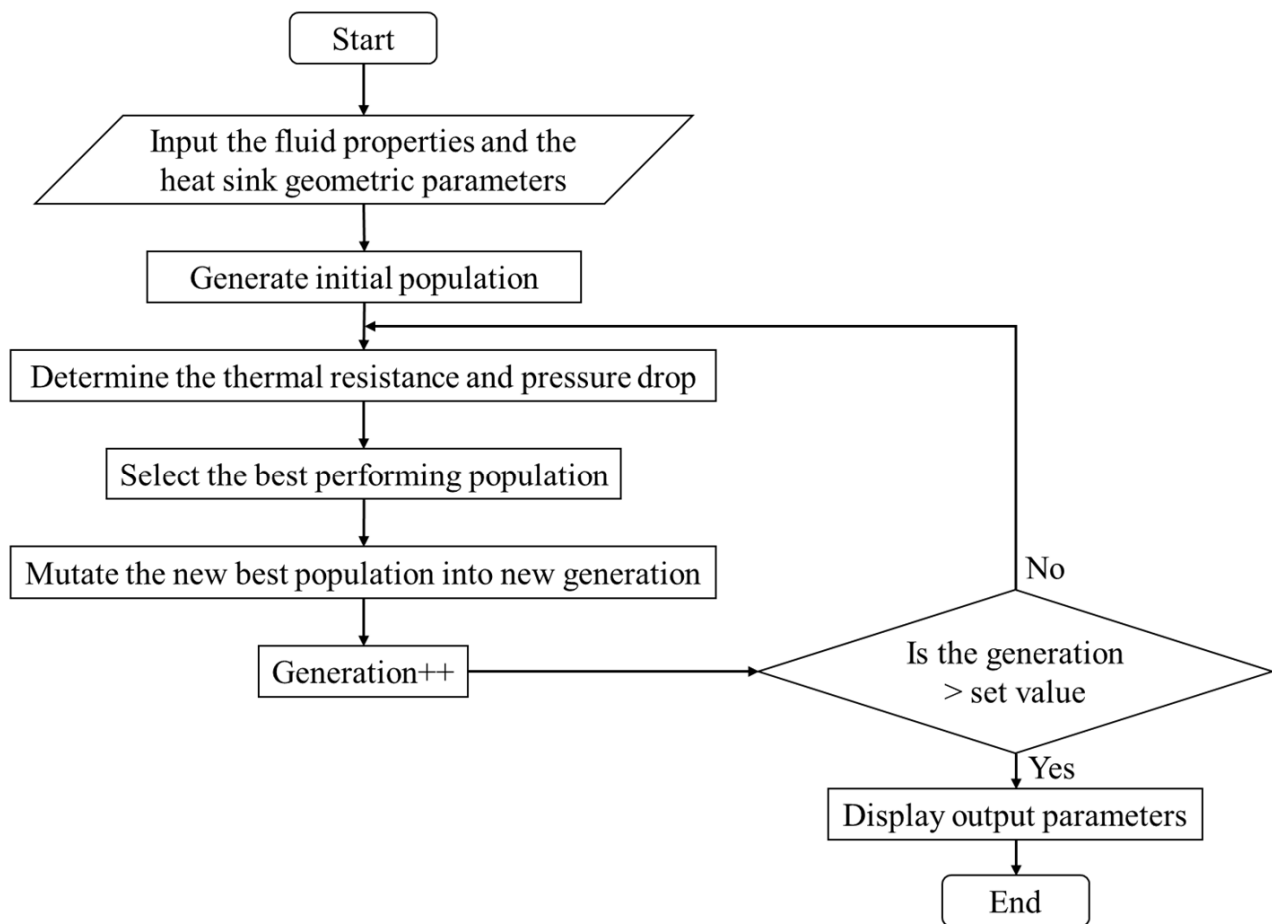 Start
Input the fluid properties and the
heat sink geometric parameters
Generate initial population
Determine the thermal resistance and pressure drop
Select the best performing population
Mutate the new best population into new generation
Generation++
No
Is the generation
> set value
Yes
Display output parameters
End